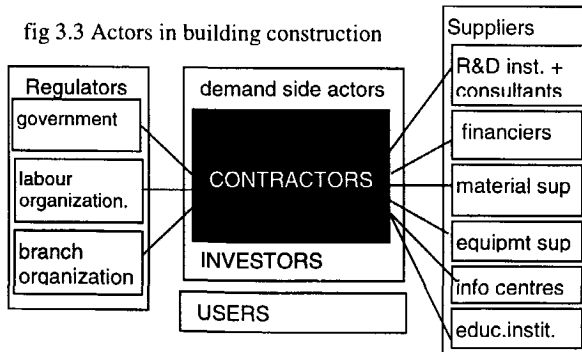 fig 3.3 Actors in building construction
Regulators
government
labour
organization.
branch
organization
demand side actors
CONTRACTORS
INVESTORS
USERS
Suppliers
R&D inst. +
consultants
financiers
material sup
equipmt sup
info centres
educ.instit.